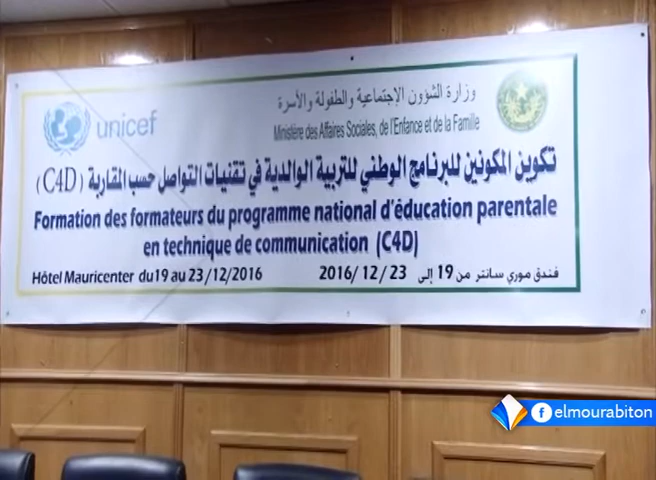 unicef
وزارة الشؤون الإجتماعية والطفولة والأسرة
Ministère des Affaires Sociales, de l'Enfance et de la Famille
تكوين المكونين للبرنامج الوطني للتربية الوالدية في تقنيات التواصل حسب المقاربة (C4D)
Formation des formateurs du programme national d'éducation parentale
en technique de communication (C4D)
Hôtel Mauricenter du 19 au 23/12/2016
فندق موري سانتر من 19 إلى 2016/12/23
elmourabiton